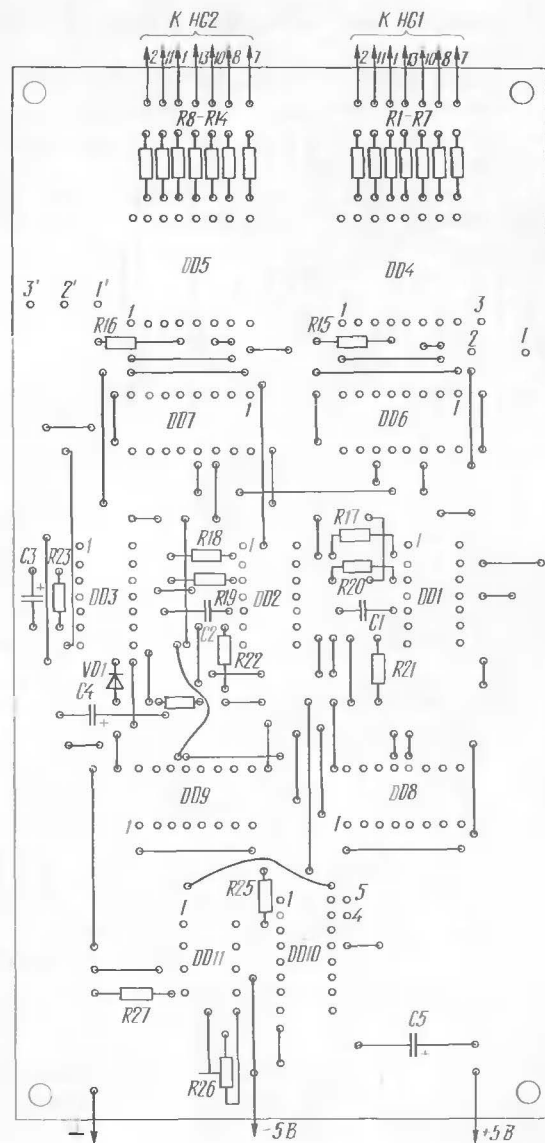 К HG2 К HG1
2 11 1 13 10 8 7 2 11 1 13 10 8 7
R8-R14 R1-R7
DD5 DD4
3' 2' 1'
1 1 3
R16 R15 2 1
DD7 1 DD6 1
C3 R23 1 R18 1 R17 1
DD3 R19 DD2 R20 DD1
C2 C1
VD1 R22 R21
C4
DD9 DD8
1 1
R25 1 5
1 4
DD11 DD10
R27
C5
R26
-5 В +5 В